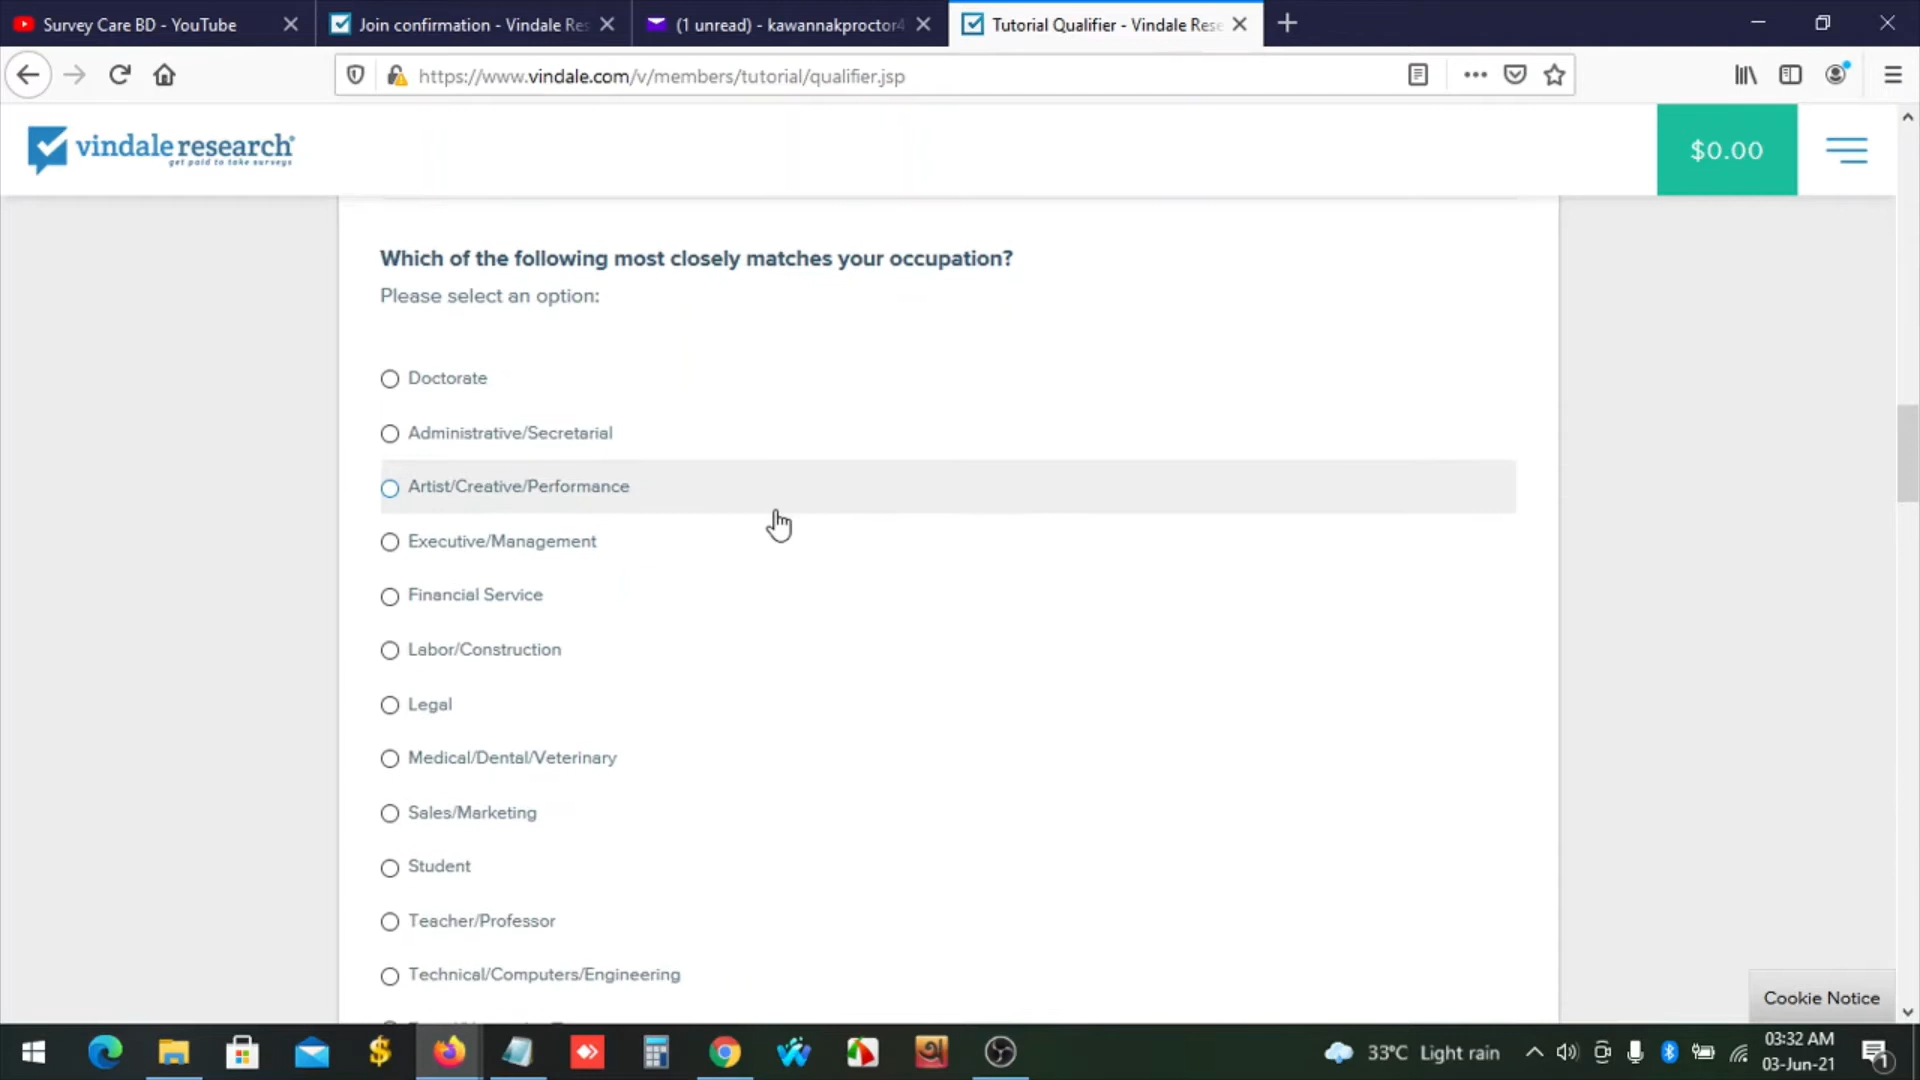 Survey Care BD - YouTube
Join confirmation - Vindale Res
(1 unread) - kawannakproctor4
Tutorial Qualifier - Vindale Rese
https://www.vindale.com/v/members/tutorial/qualifier.jsp
vindale research
get paid to take surveys
$0.00
Which of the following most closely matches your occupation?
Please select an option:
Doctorate
Administrative/Secretarial
Artist/Creative/Performance
Executive/Management
Financial Service
Labor/Construction
Legal
Medical/Dental/Veterinary
Sales/Marketing
Student
Teacher/Professor
Technical/Computers/Engineering
Cookie Notice
33°C Light rain
03:32 AM
03-Jun-21
1